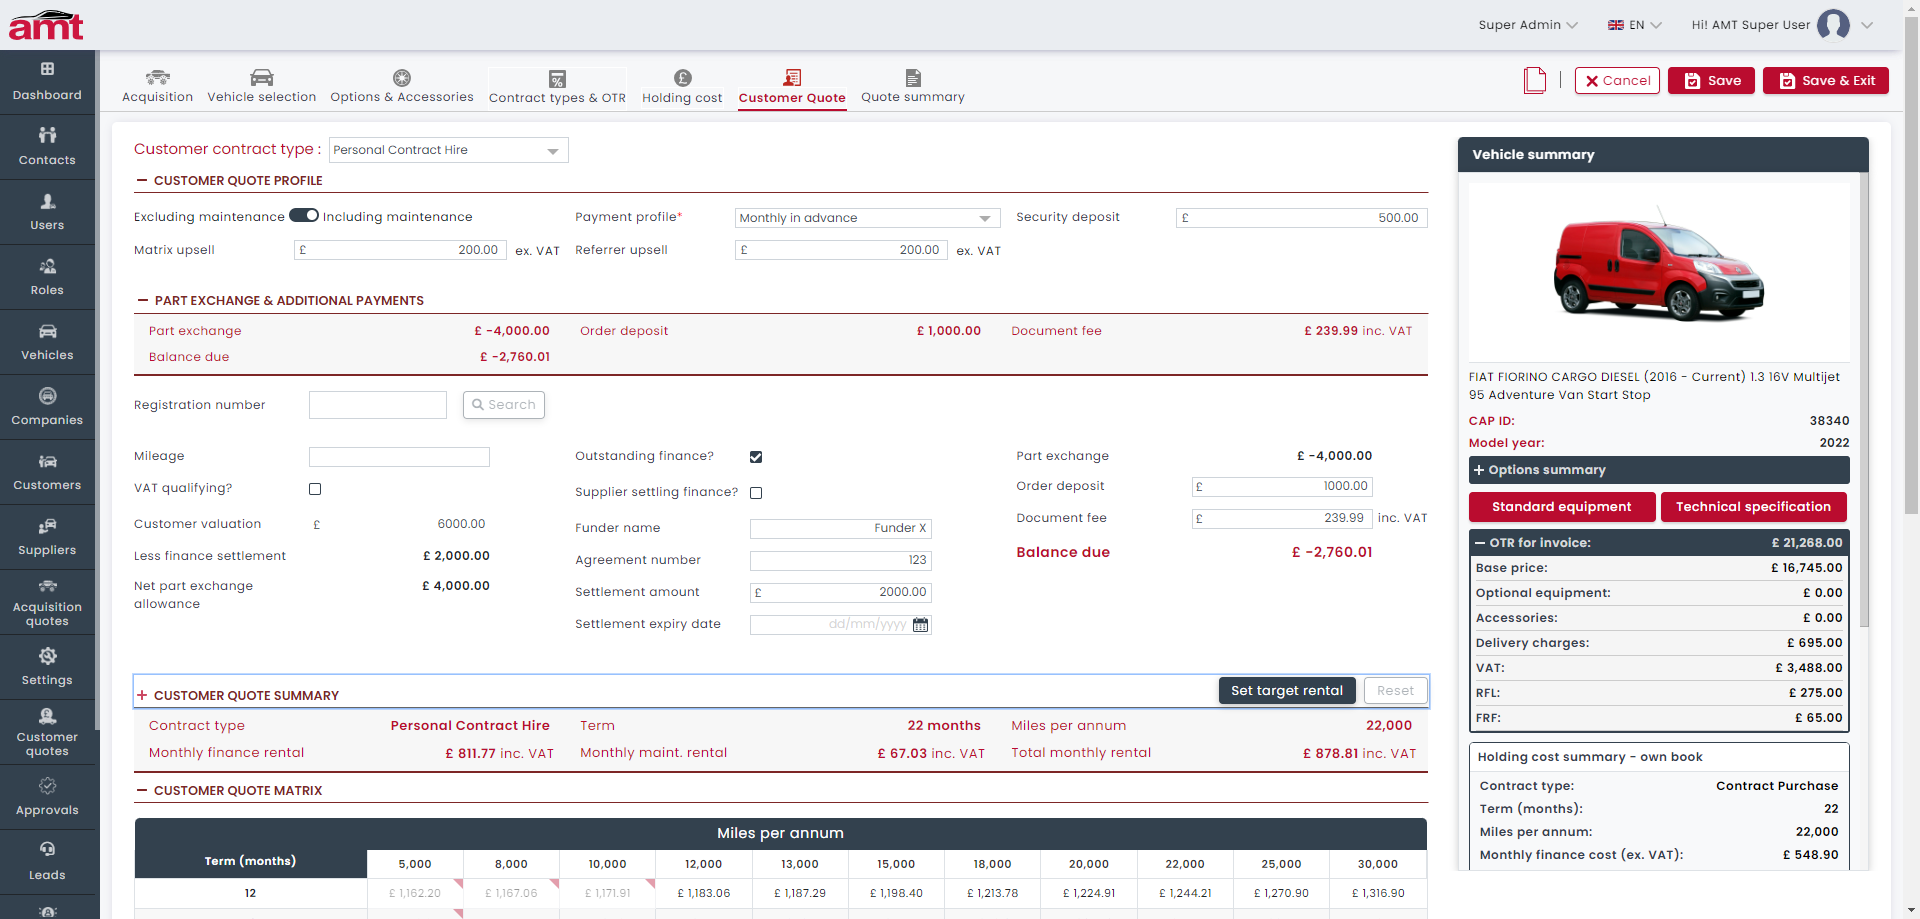 amt
Super Admin
EN
Hi! AMT Super User
Dashboard
Contacts
Users
Roles
Vehicles
Companies
Customers
Suppliers
Acquisition
quotes
Settings
Customer
quotes
Approvals
Leads
Acquisition
Vehicle selection
Options & Accessories
Contract types & OTR
Holding cost
Customer Quote
Quote summary
Cancel
Save
Save & Exit
Customer contract type : Personal Contract Hire
CUSTOMER QUOTE PROFILE
Excluding maintenance Including maintenance Payment profile* Monthly in advance Security deposit £ 500.00
Matrix upsell £ 200.00 ex. VAT Referrer upsell £ 200.00 ex. VAT
PART EXCHANGE & ADDITIONAL PAYMENTS
Part exchange £ -4,000.00 Order deposit £ 1,000.00 Document fee £ 239.99 inc. VAT
Balance due £ -2,760.01
Registration number Search
Mileage
VAT qualifying?
Customer valuation £ 6000.00
Less finance settlement £ 2,000.00
Net part exchange £ 4,000.00
allowance
Outstanding finance?
Supplier settling finance?
Funder name Funder X
Agreement number 123
Settlement amount £ 2000.00
Settlement expiry date dd/mm/yyyy
Part exchange £ -4,000.00
Order deposit £ 1000.00
Document fee £ 239.99 inc. VAT
Balance due £ -2,760.01
+ CUSTOMER QUOTE SUMMARY Set target rental Reset
Contract type Personal Contract Hire Term 22 months Miles per annum 22,000
Monthly finance rental £ 811.77 inc. VAT Monthly maint. rental £ 67.03 inc. VAT Total monthly rental £ 878.81 inc. VAT
CUSTOMER QUOTE MATRIX
Miles per annum
Term (months) 5,000 8,000 10,000 12,000 13,000 15,000 18,000 20,000 22,000 25,000 30,000
12 £ 1,162.20 £ 1,167.06 £ 1,171.91 £ 1,183.06 £ 1,187.29 £ 1,198.40 £ 1,213.78 £ 1,224.91 £ 1,244.21 £ 1,270.90 £ 1,316.90
Vehicle summary
FIAT FIORINO CARGO DIESEL (2016 - Current) 1.3 16V Multijet
95 Adventure Van Start Stop
CAP ID: 38340
Model year: 2022
+ Options summary
Standard equipment Technical specification
OTR for invoice: £ 21,268.00
Base price: £ 16,745.00
Optional equipment: £ 0.00
Accessories: £ 0.00
Delivery charges: £ 695.00
VAT: £ 3,488.00
RFL: £ 275.00
FRF: £ 65.00
Holding cost summary - own book
Contract type: Contract Purchase
Term (months): 22
Miles per annum: 22,000
Monthly finance cost (ex. VAT): £ 548.90